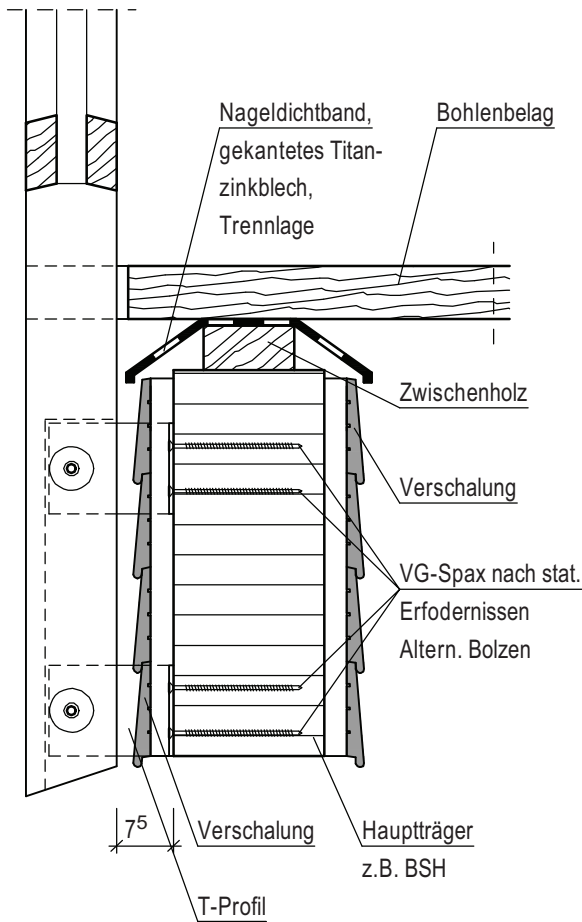 Nageldichtband,
gekantetes Titan-
zinkblech,
Trennlage
Bohlenbelag
Zwischenholz
Verschalung
VG-Spax nach stat.
Erfodernissen
Altern. Bolzen
7⁵
Verschalung
Hauptträger
z.B. BSH
T-Profil